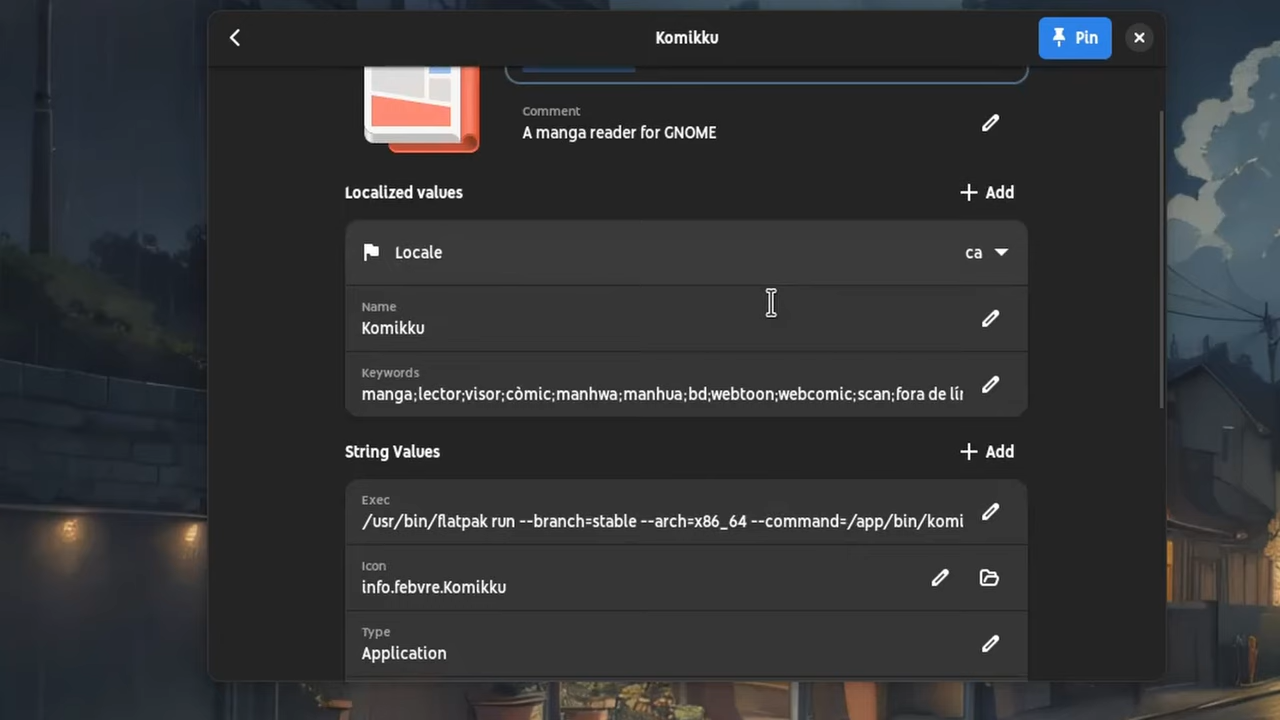 Komikku
Pin
Comment
A manga reader for GNOME
Localized values
Add
Locale
ca
Name
Komikku
Keywords
manga;lector;visor;còmic;manhwa;manhua;bd;webtoon;webcomic;scan;fora de
String Values
Add
Exec
/usr/bin/flatpak run --branch=stable --arch=x86_64 --command=/app/bin/komi
Icon
info.febvre.Komikku
Type
Application